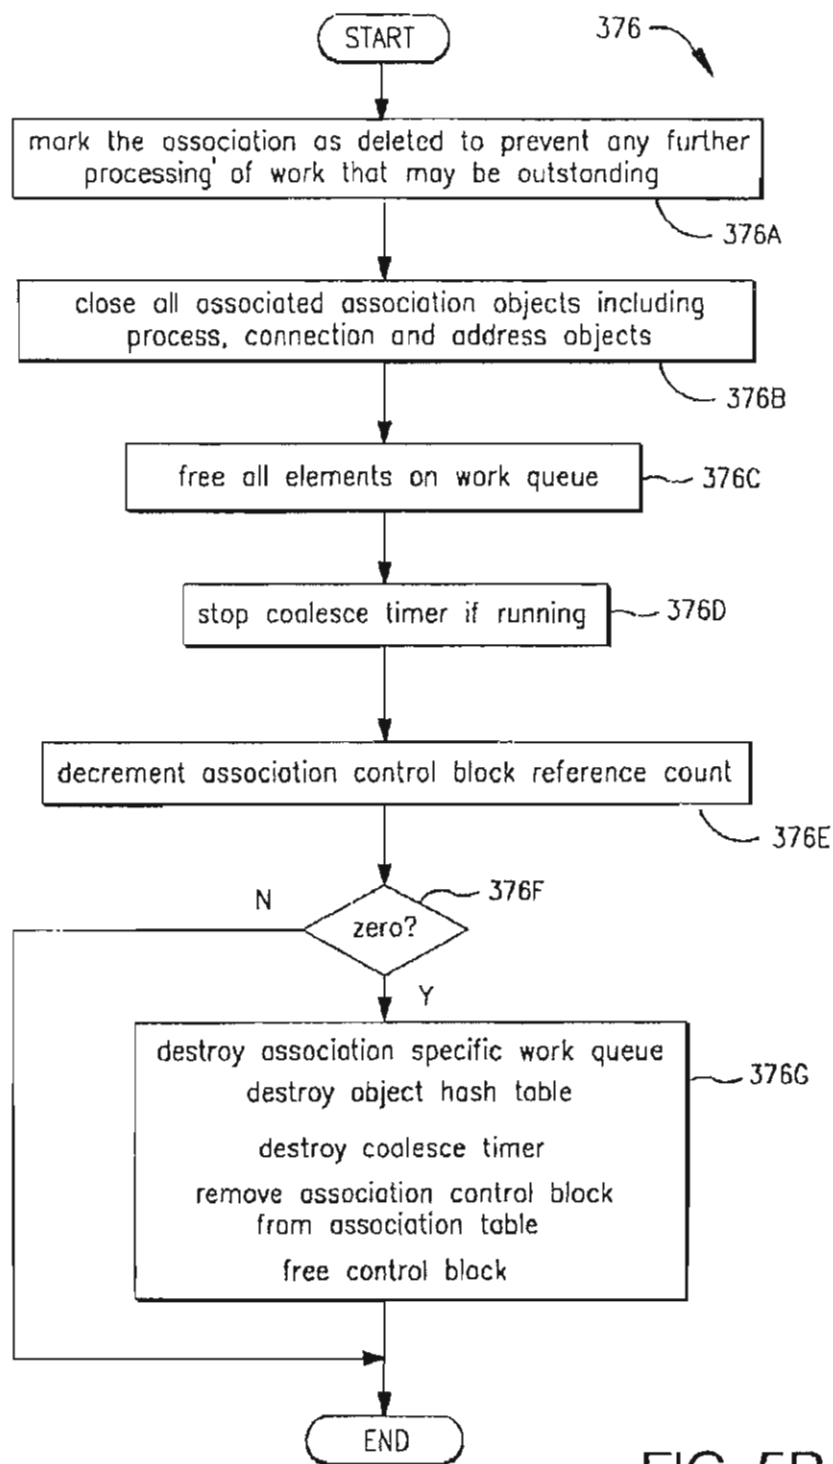 START
376
mark the association as deleted to prevent any further
processing' of work that may be outstanding
376A
close all associated association objects including
process, connection and address objects
376B
free all elements on work queue
376C
stop coalesce timer if running
376D
decrement association control block reference count
376E
N
376F
zero?
Y
destroy association specific work queue
destroy object hash table
376G
destroy coalesce timer
remove association control block
from association table
free control block
END